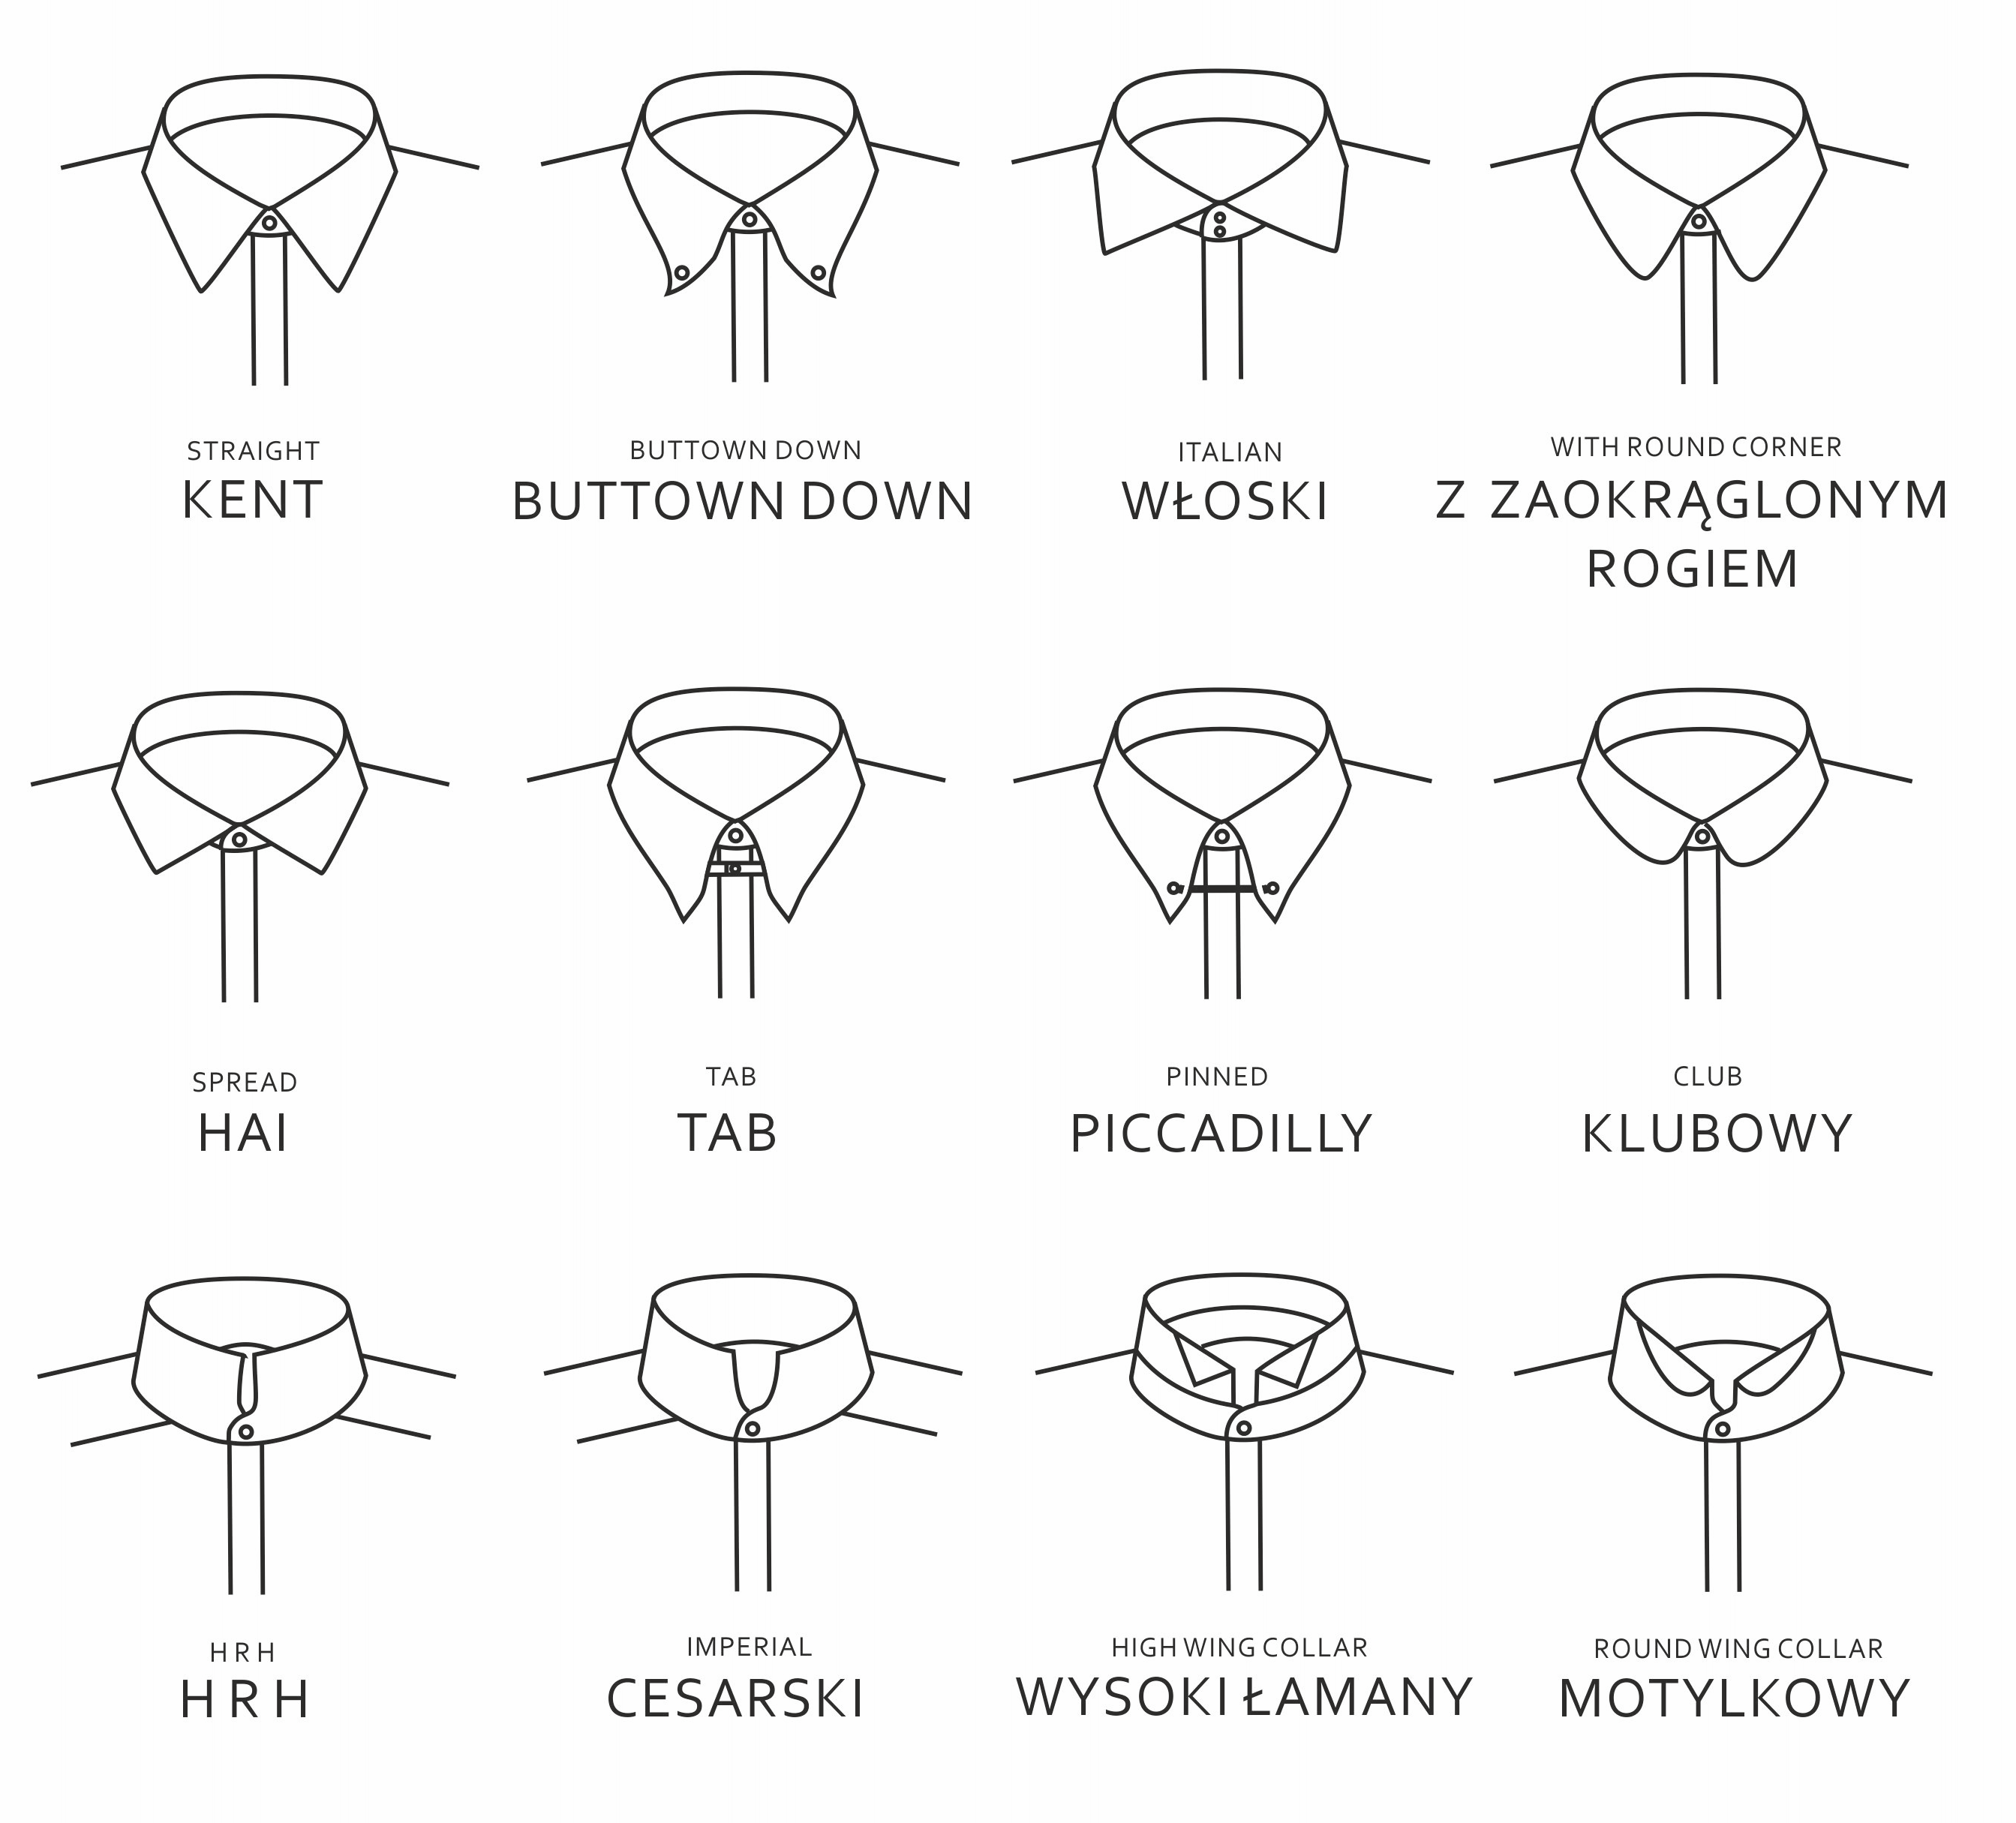 STRAIGHT
KENT
BUTTOWN DOWN
BUTTOWN DOWN
ITALIAN
WŁOSKI
WITH ROUND CORNER
Z ZAOKRĄGLONYM
ROGIEM
SPREAD
HAI
TAB
TAB
PINNED
PICCADILLY
CLUB
KLUBOWY
H R H
H R H
IMPERIAL
CESARSKI
HIGH WING COLLAR
WYSOKI ŁAMANY
ROUND WING COLLAR
MOTYLKOWY